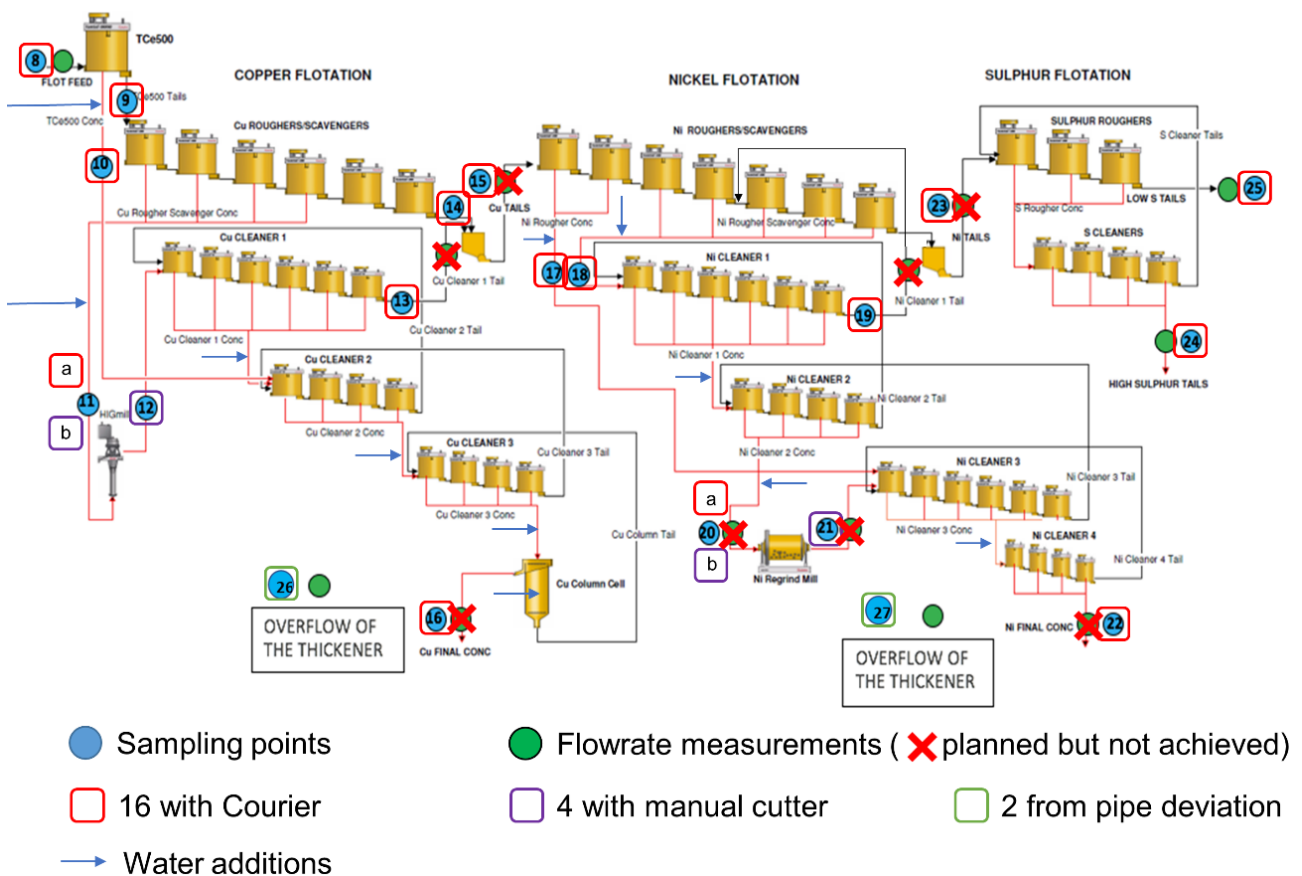 TCe500
8
FLOT FEED
COPPER FLOTATION
NICKEL FLOTATION
SULPHUR FLOTATION
9
TCe500 Tails
TCe500 Conc
Cu ROUGHERS/SCAVENGERS
Ni ROUGHERS/SCAVENGERS
SULPHUR ROUGHERS
S Cleaner Tails
10
15
14
Cu TAILS
23
Ni TAILS
25
LOW S TAILS
Cu Rougher Scavenger Conc
Ni Rougher Conc
Ni Rougher Scavenger Conc
S Rougher Conc
S CLEANERS
Cu CLEANER 1
Ni CLEANER 1
17
18
Cu Cleaner 1 Tail
Ni Cleaner 1 Tail
13
19
Cu Cleaner 2 Tail
Cu Cleaner 1 Conc
Ni Cleaner 1 Conc
24
HIGH SULPHUR TAILS
a
Cu CLEANER 2
Ni CLEANER 2
Ni Cleaner 2 Tail
11
12
HIGmill
b
Cu Cleaner 2 Conc
Cu CLEANER 3
Cu Cleaner 3 Tail
Ni Cleaner 2 Conc
Ni CLEANER 3
Ni Cleaner 3 Tail
a
Cu Cleaner 3 Conc
Cu Column Tail
20
21
b
Ni Regrind Mill
Ni Cleaner 3 Conc
Ni CLEANER 4
Ni Cleaner 4 Tail
26
Cu Column Cell
OVERFLOW OF
THE THICKENER
16
Cu FINAL CONC
27
Ni FINAL CONC
22
OVERFLOW OF
THE THICKENER
Sampling points
Flowrate measurements ( planned but not achieved)
16 with Courier
4 with manual cutter
2 from pipe deviation
Water additions